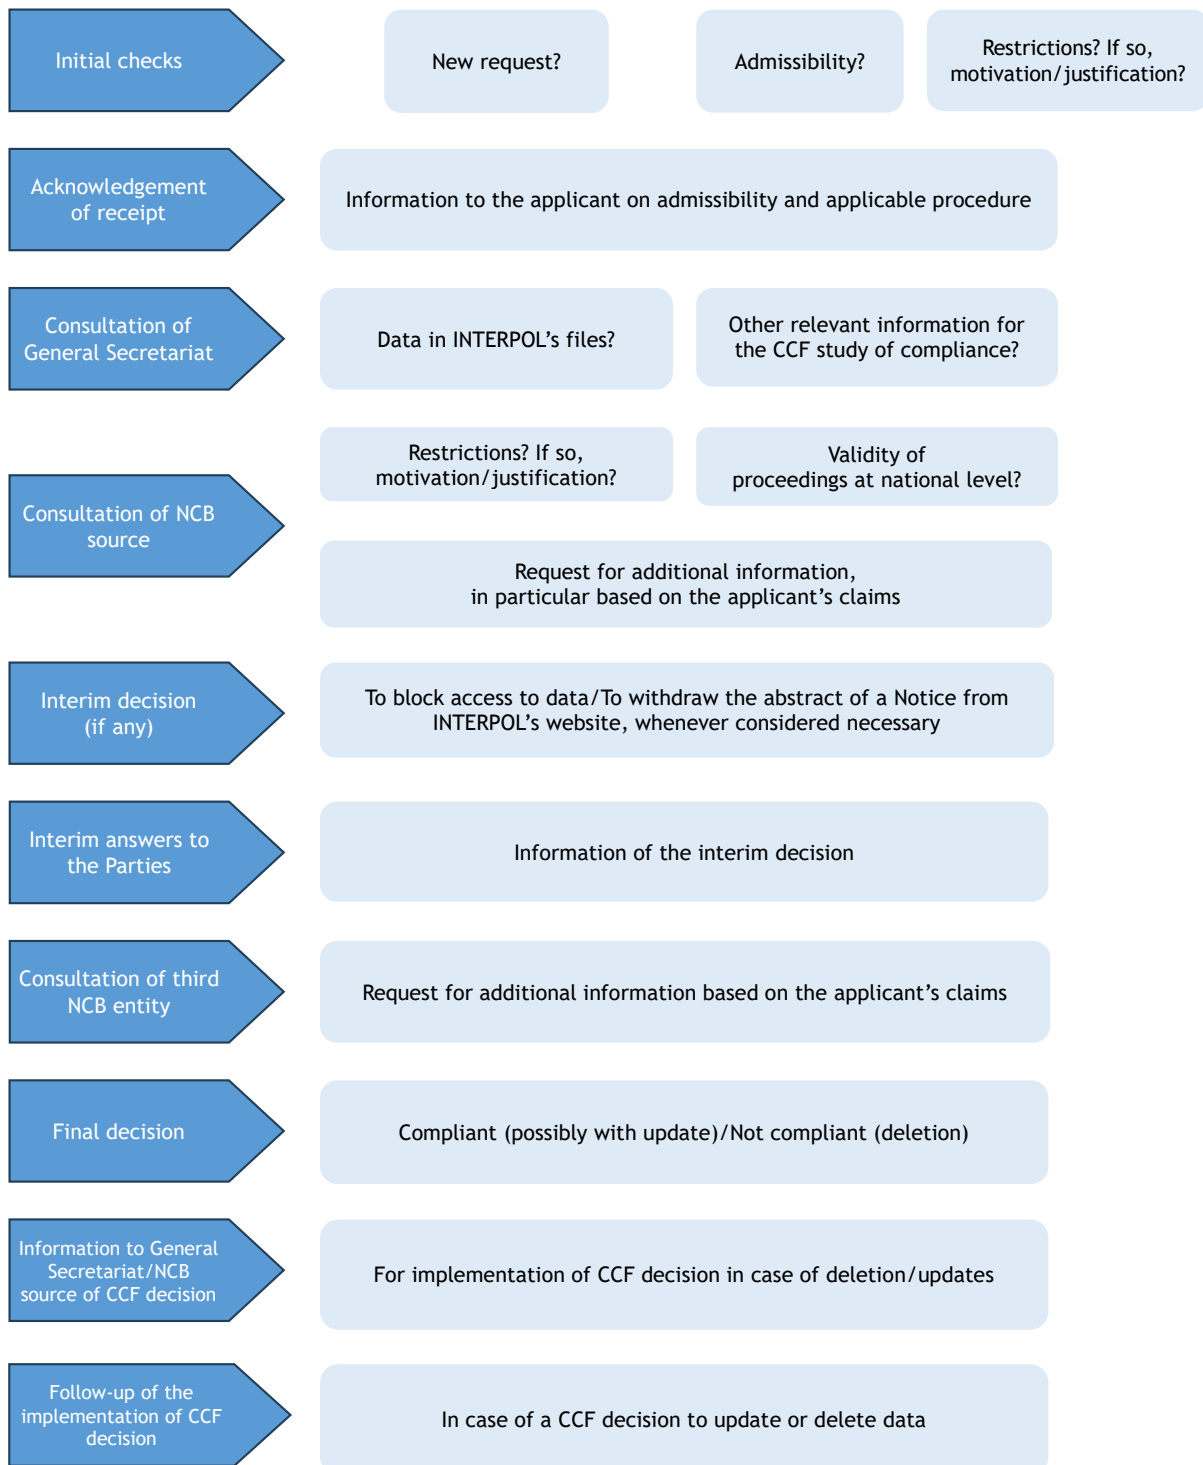 Initial checks
New request?
Admissibility?
Restrictions? If so,
motivation/justification?
Acknowledgement
of receipt
Information to the applicant on admissibility and applicable procedure
Consultation of
General Secretariat
Data in INTERPOL’s files?
Other relevant information for
the CCF study of compliance?
Consultation of NCB
source
Restrictions? If so,
motivation/justification?
Validity of
proceedings at national level?
Request for additional information,
in particular based on the applicant’s claims
Interim decision
(if any)
To block access to data/To withdraw the abstract of a Notice from
INTERPOL’s website, whenever considered necessary
Interim answers to
the Parties
Information of the interim decision
Consultation of third
NCB entity
Request for additional information based on the applicant’s claims
Final decision
Compliant (possibly with update)/Not compliant (deletion)
Information to General
Secretariat/NCB
source of CCF decision
For implementation of CCF decision in case of deletion/updates
Follow-up of the
implementation of CCF
decision
In case of a CCF decision to update or delete data